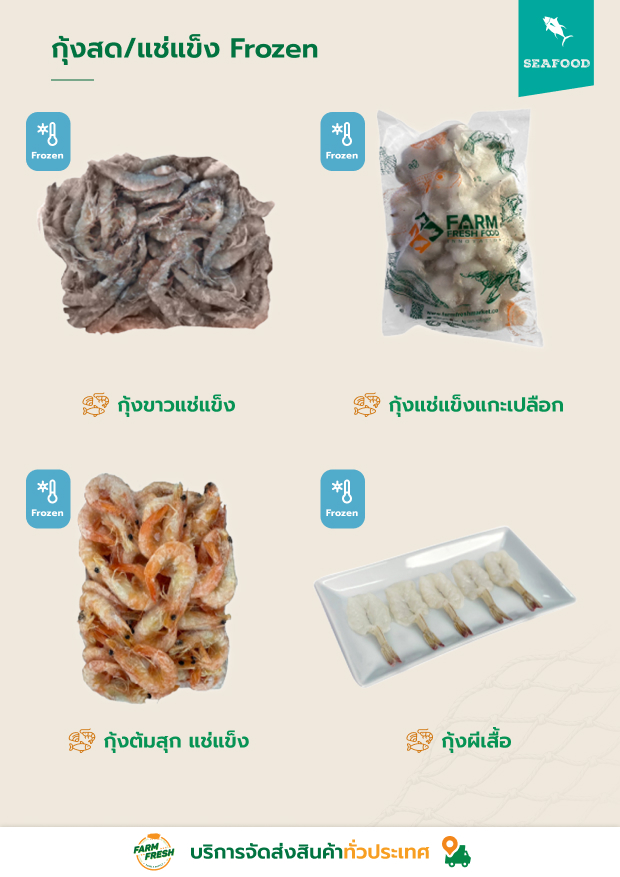 กุ้งสด/แช่แข็ง Frozen
SEAFOOD
Frozen
Frozen
FARM
FRESH FOOD
กุ้งขาวแช่แข็ง
กุ้งแช่แข็งแกะเปลือก
Frozen
Frozen
กุ้งต้มสุก แช่แข็ง
กุ้งผีเสื้อ
FARM
FRESH
บริการจัดส่งสินค้าทั่วประเทศ